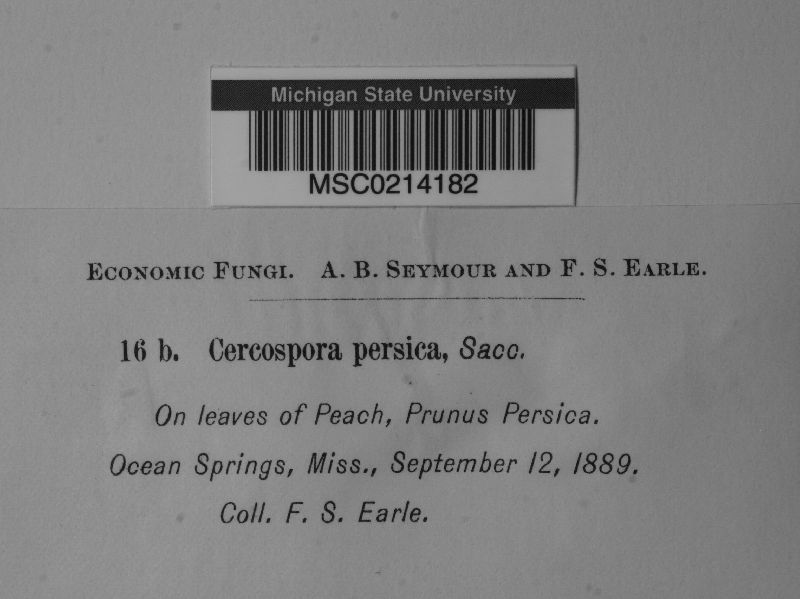 Michigan State University
MSC0214182
Economic Fungi. A. B. Seymour and F. S. Earle.
16 b. Cercospora persica, Sacc.
On leaves of Peach, Prunus Persica.
Ocean Springs, Miss., September 12, 1889.
Coll. F. S. Earle.